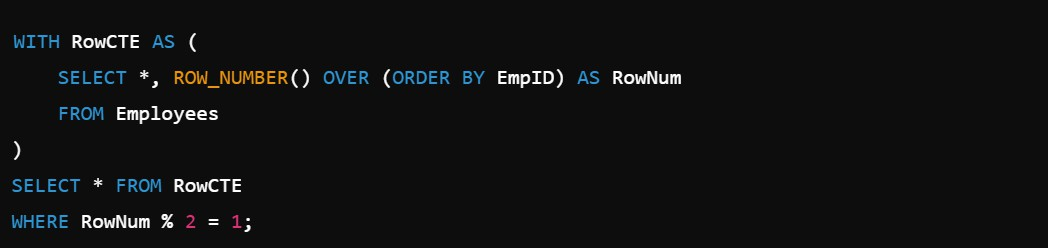 WITH RowCTE AS (
    SELECT *, ROW_NUMBER() OVER (ORDER BY EmpID) AS RowNum
    FROM Employees
)
SELECT * FROM RowCTE
WHERE RowNum % 2 = 1;